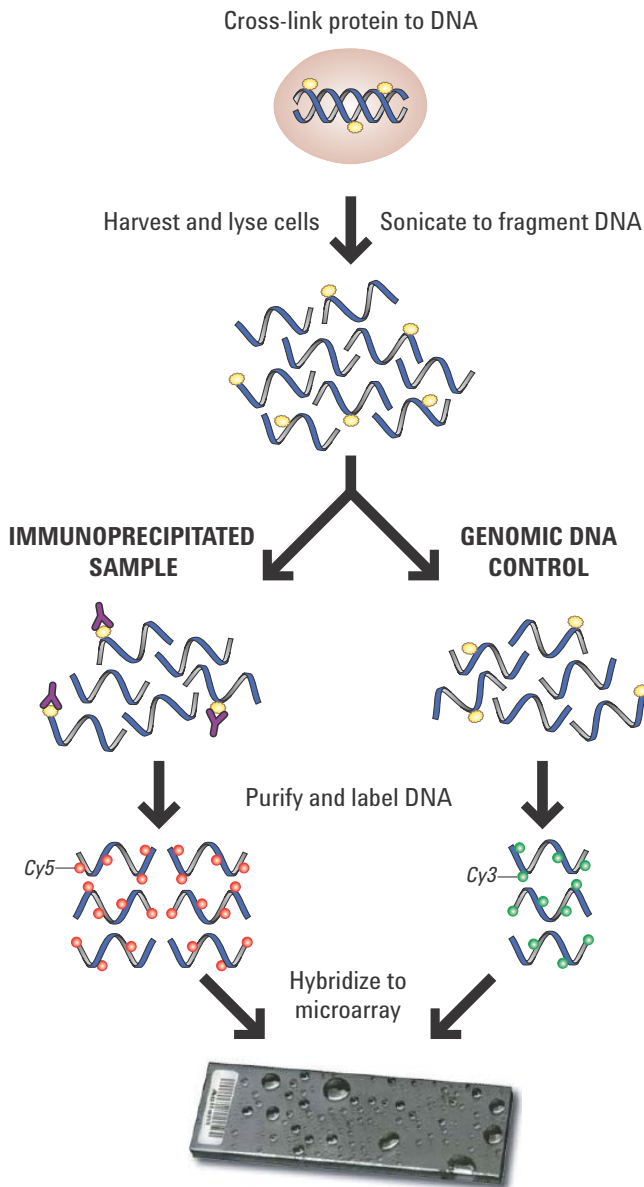 Cross-link protein to DNA
Harvest and lyse cells
Sonicate to fragment DNA
IMMUNOPRECIPITATED
SAMPLE
GENOMIC DNA
CONTROL
Purify and label DNA
Cy5
Cy3
Hybridize to
microarray
Agilent